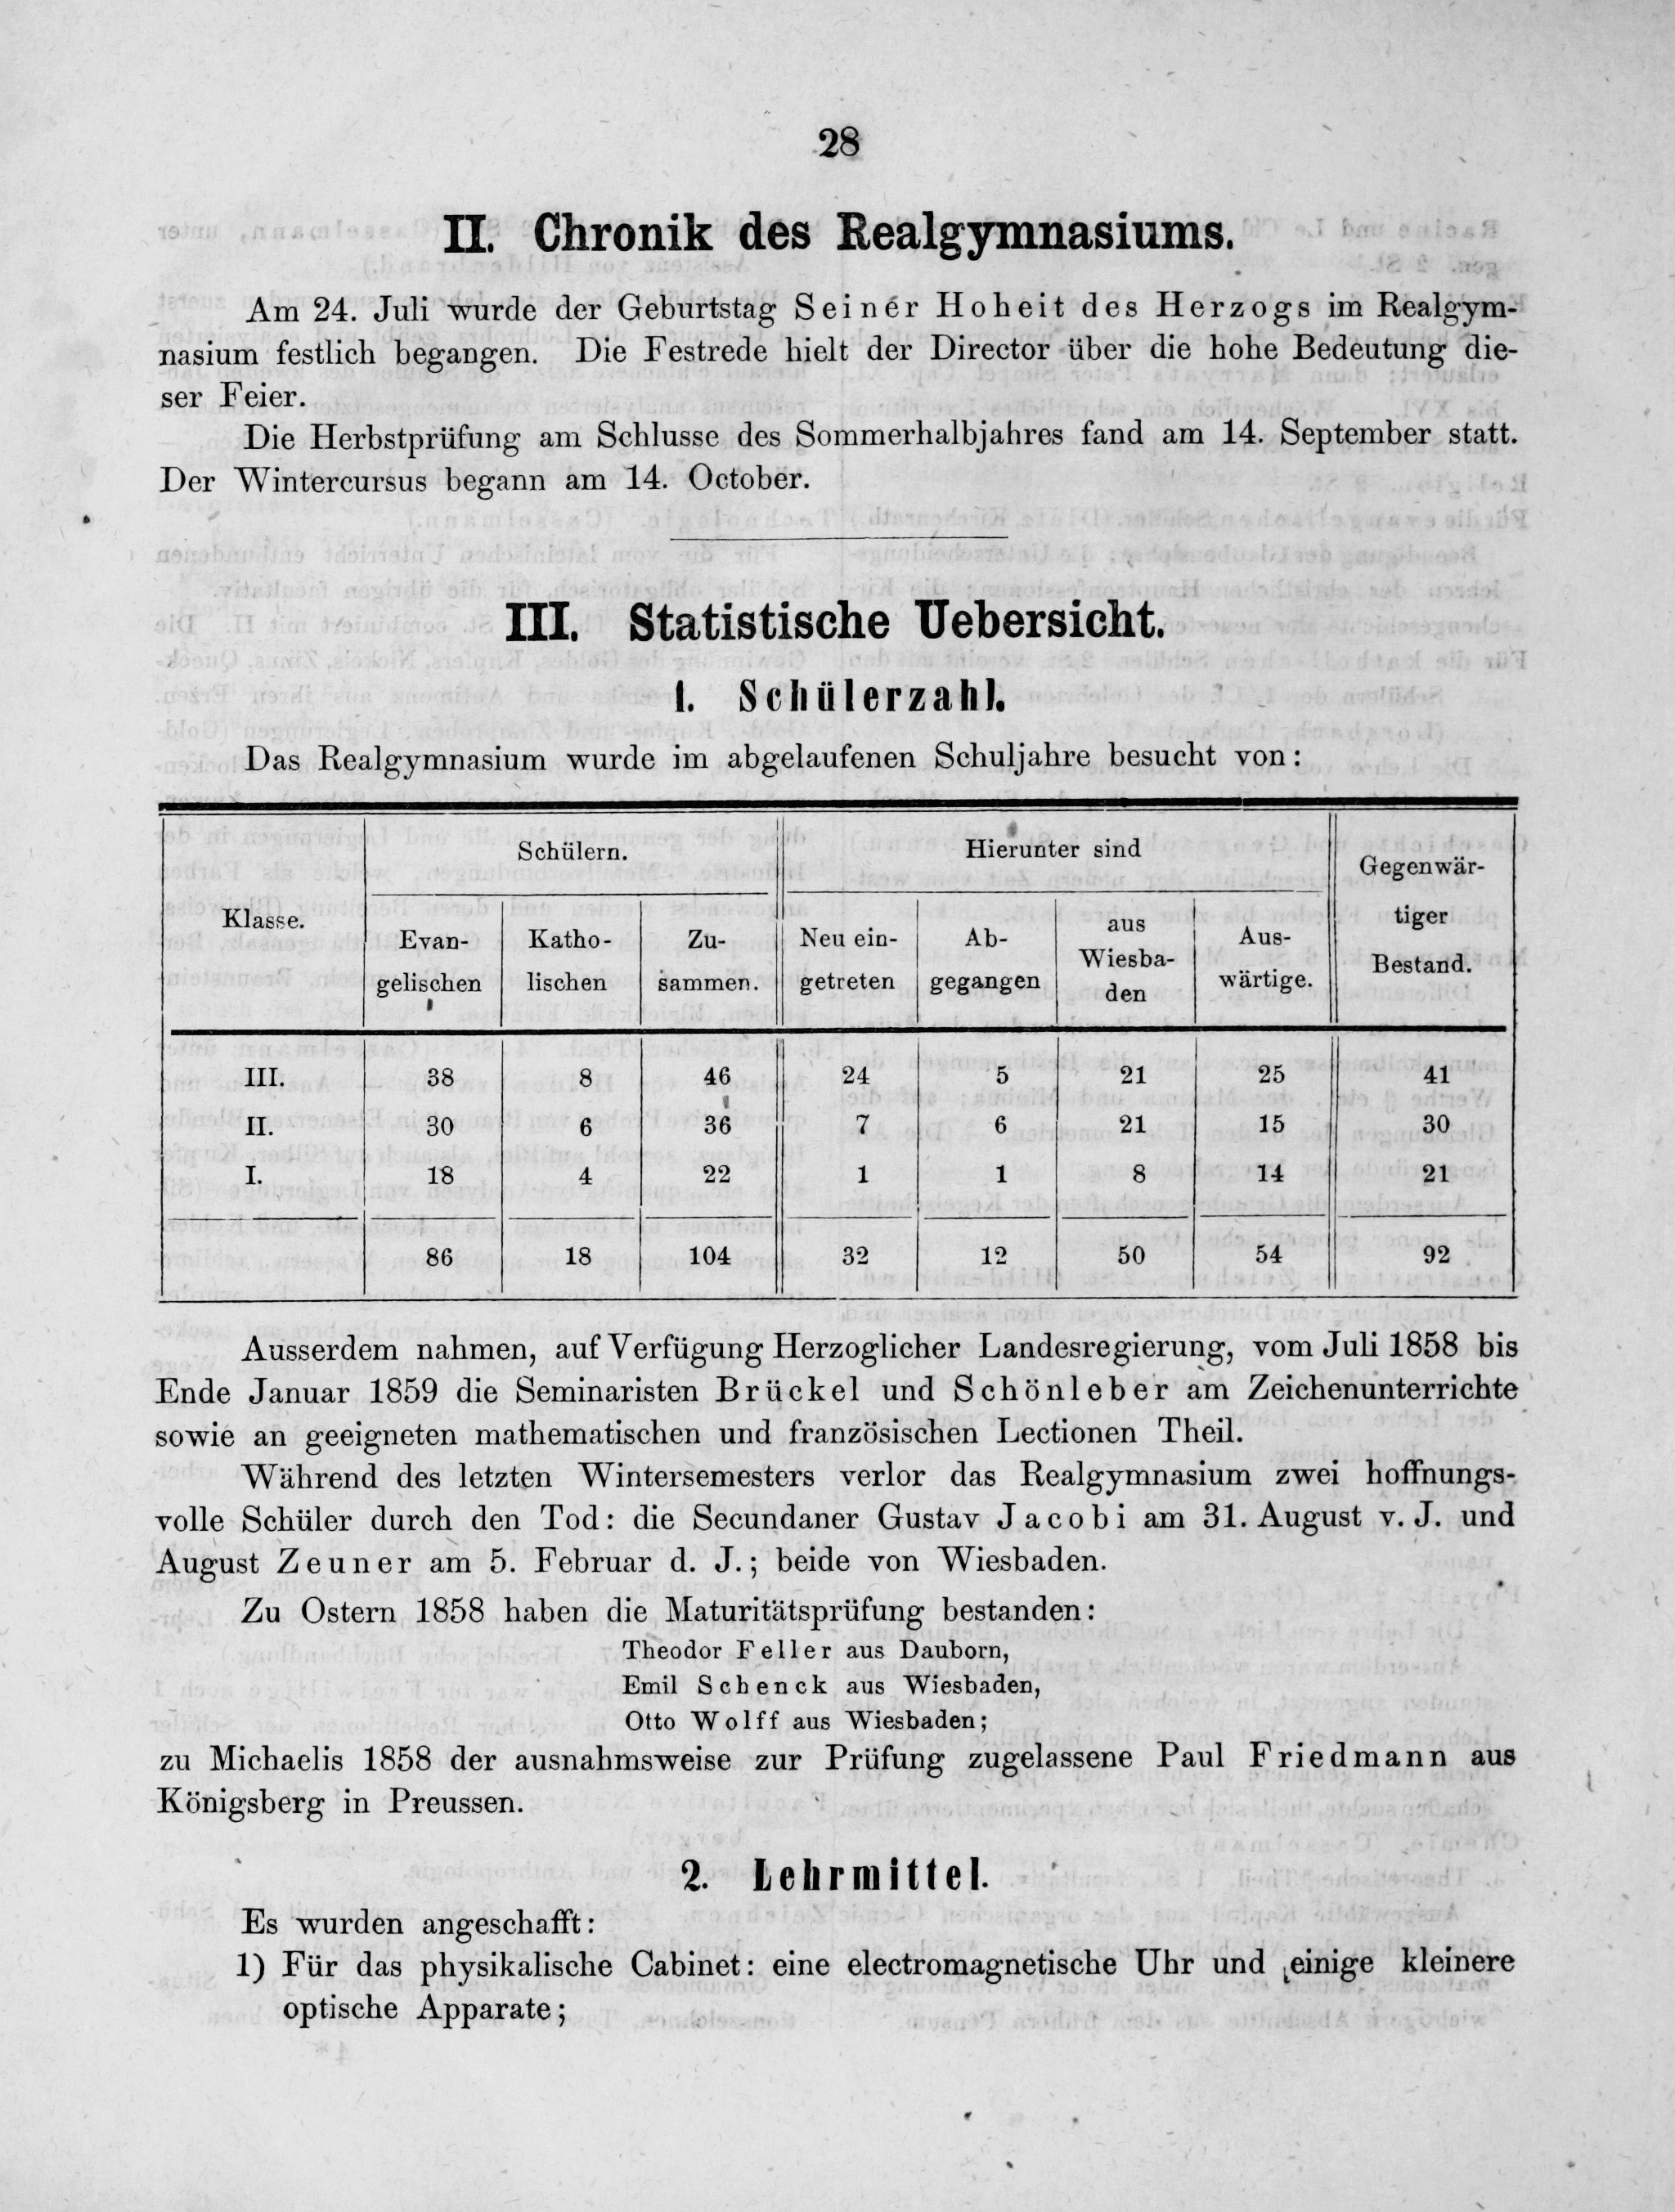 28
II. Chronik des Realgymnasiums.
Am 24. Juli wurde der Geburtstag Seiner Hoheit des Herzogs im Realgym-
nasium festlich begangen. Die Festrede hielt der Director über die hohe Bedeutung die-
ser Feier.
Die Herbstprüfung am Schlusse des Sommerhalbjahres fand am 14. September statt.
Der Wintercursus begann am 14. October.
III. Statistische Uebersicht.
1. Schülerzahl.
Das Realgymnasium wurde im abgelaufenen Schuljahre besucht von:
Klasse. Schülern. Hierunter sind Gegenwär-
tiger
Bestand.
Evan- Katho- Zu- Neu ein- Ab- aus Wiesba- Aus-
gelischen lischen sammen. getreten gegangen den wärtige.
III. 38 8 46 24 5 21 25 41
II. 30 6 36 7 6 21 15 30
I. 18 4 22 1 1 8 14 21
86 18 104 32 12 50 54 92
Ausserdem nahmen, auf Verfügung Herzoglicher Landesregierung, vom Juli 1858 bis
Ende Januar 1859 die Seminaristen Brückel und Schönleber am Zeichenunterrichte
sowie an geeigneten mathematischen und französischen Lectionen Theil.
Während des letzten Wintersemesters verlor das Realgymnasium zwei hoffnungs-
volle Schüler durch den Tod: die Secundaner Gustav Jacobi am 31. August v. J. und
August Zeuner am 5. Februar d. J.; beide von Wiesbaden.
Zu Ostern 1858 haben die Maturitätsprüfung bestanden:
Theodor Feller aus Dauborn,
Emil Schenck aus Wiesbaden,
Otto Wolff aus Wiesbaden;
zu Michaelis 1858 der ausnahmsweise zur Prüfung zugelassene Paul Friedmann aus
Königsberg in Preussen.
2. Lehrmittel.
Es wurden angeschafft:
1) Für das physikalische Cabinet: eine electromagnetische Uhr und einige kleinere
optische Apparate;